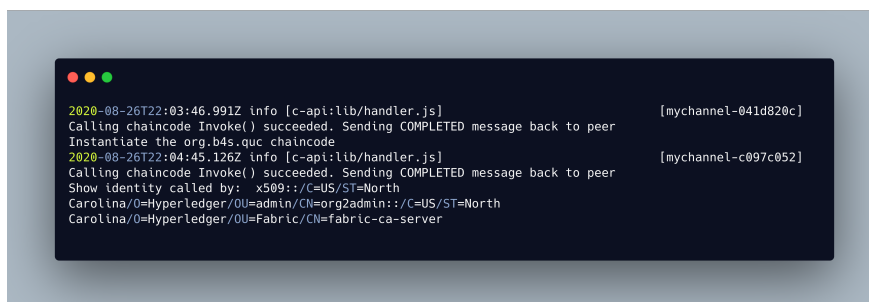 2020-08-26T22:03:46.991Z info [c-api:lib/handler.js] [mychannel-041d820c]
Calling chaincode Invoke() succeeded. Sending COMPLETED message back to peer
Instantiate the org.b4s.quc chaincode
2020-08-26T22:04:45.126Z info [c-api:lib/handler.js] [mychannel-c097c052]
Calling chaincode Invoke() succeeded. Sending COMPLETED message back to peer
Show identity called by:  x509::/C=US/ST=North
Carolina/O=Hyperledger/OU=admin/CN=org2admin::/C=US/ST=North
Carolina/O=Hyperledger/OU=Fabric/CN=fabric-ca-server